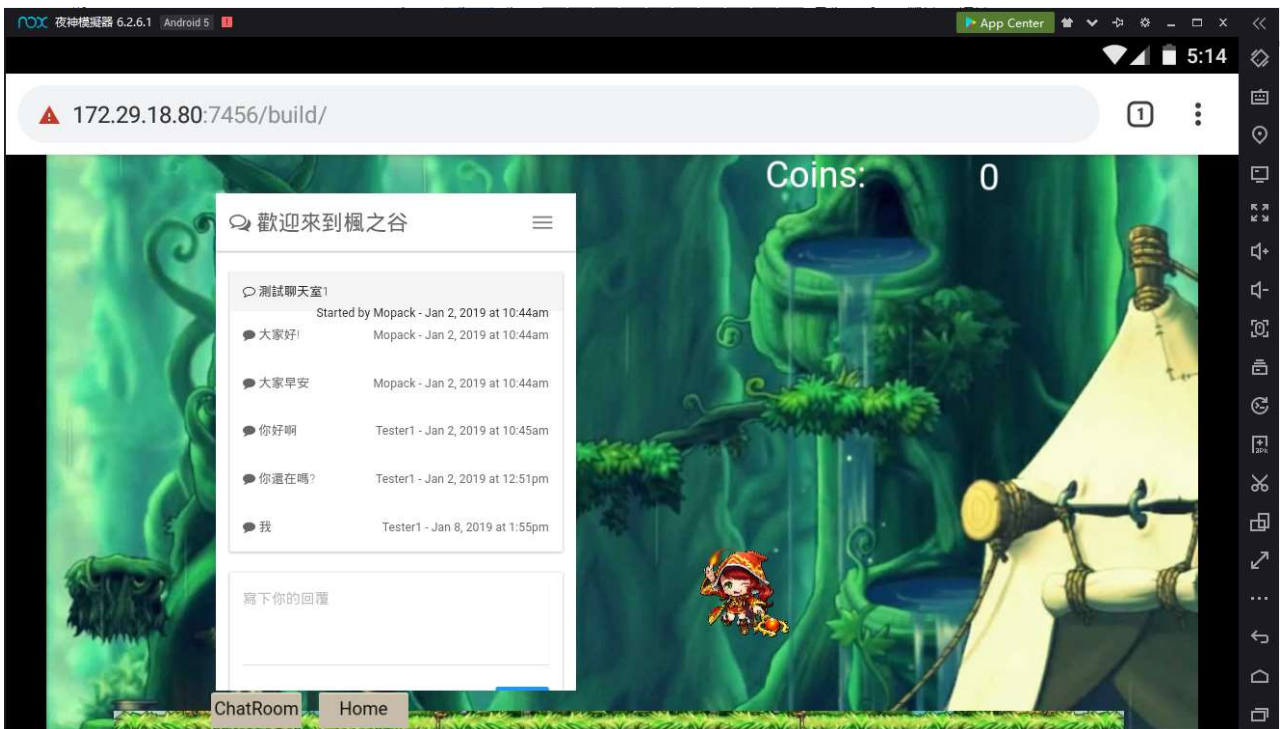 nox 夜神模擬器 6.2.6.1 Android 5
App Center
5:14
172.29.18.80:7456/build/
1
Coins: 0
歡迎來到楓之谷
測試聊天室1
Started by Mopack - Jan 2, 2019 at 10:44am
大家好! Mopack - Jan 2, 2019 at 10:44am
大家早安 Mopack - Jan 2, 2019 at 10:44am
你好啊 Tester1 - Jan 2, 2019 at 10:45am
你還在嗎? Tester1 - Jan 2, 2019 at 12:51pm
我 Tester1 - Jan 8, 2019 at 1:55pm
寫下你的回覆
ChatRoom Home